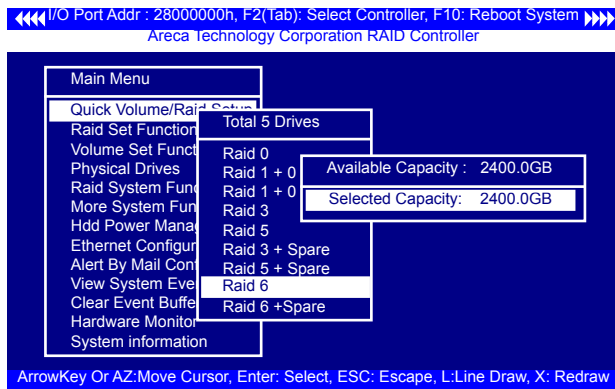 I/O Port Addr : 28000000h, F2(Tab): Select Controller, F10: Reboot System
Areca Technology Corporation RAID Controller
Main Menu
Quick Volume/Raid Setup
Raid Set Function
Volume Set Funct
Physical Drives
Raid System Fun
More System Fun
Hdd Power Mana
Ethernet Configur
Alert By Mail Con
View System Eve
Clear Event Buffe
Hardware Monitor
System information
Total 5 Drives
Raid 0
Raid 1 + 0
Raid 1 + 0
Raid 3
Raid 5
Raid 3 + Spare
Raid 5 + Spare
Raid 6
Raid 6 +Spare
Available Capacity : 2400.0GB
Selected Capacity: 2400.0GB
ArrowKey Or AZ:Move Cursor, Enter: Select, ESC: Escape, L:Line Draw, X: Redraw